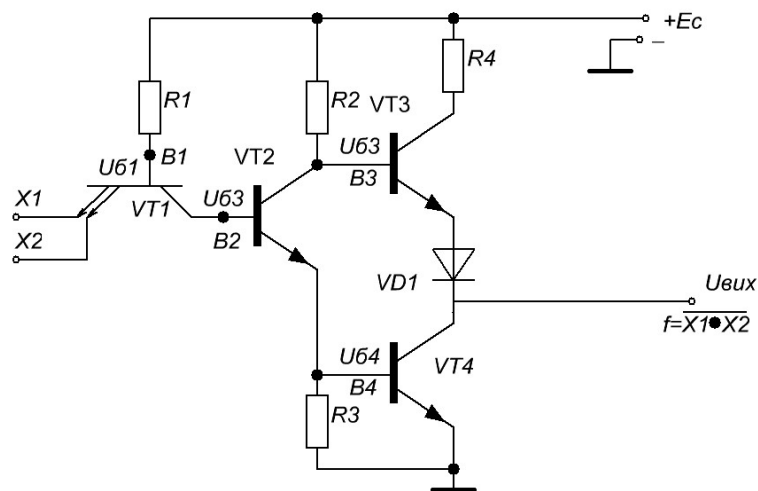 +Ec
–
R4
R1
R2
VT3
Uб1
B1
VT2
Uб3
Uб3
B3
X1
VT1
B2
X2
VD1
Uвих
f=X1•X2
Uб4
B4
VT4
R3